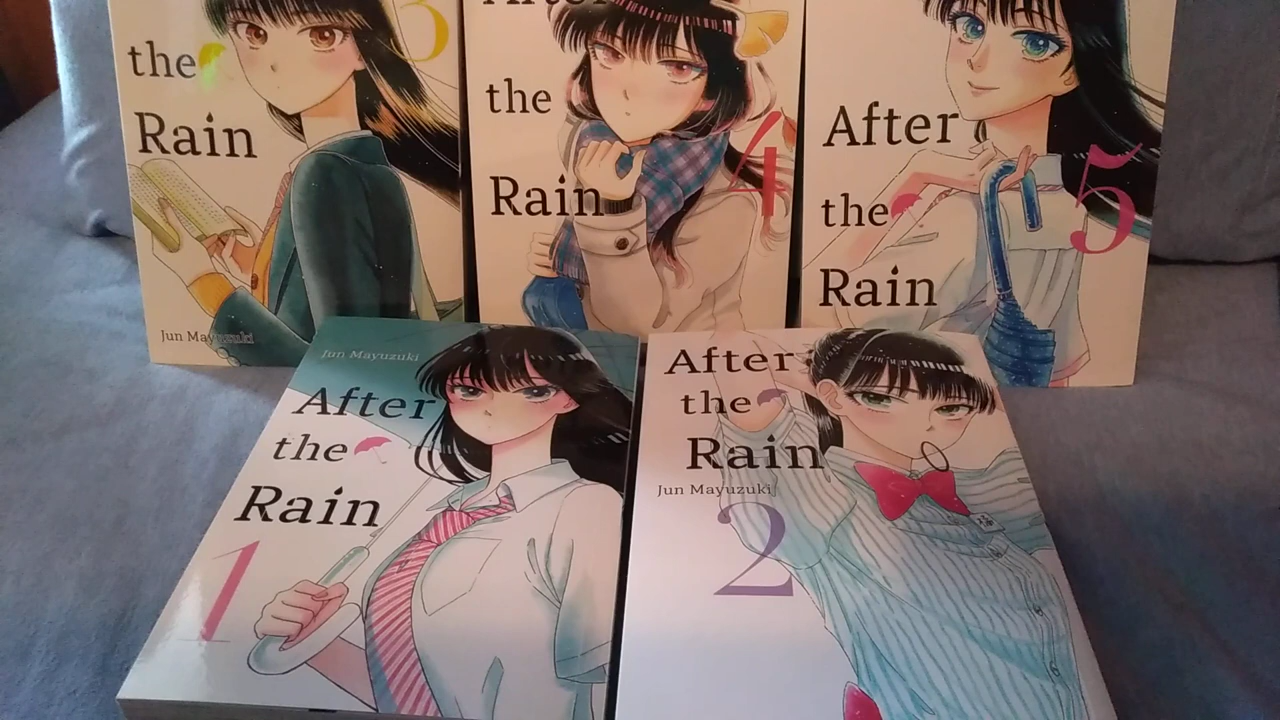 3
the
Rain
Jun Mayuzuki
After
the
Rain
4
After
the
Rain
5
Jun Mayuzuki
After
the
Rain
1
After
the
Rain
Jun Mayuzuki
2